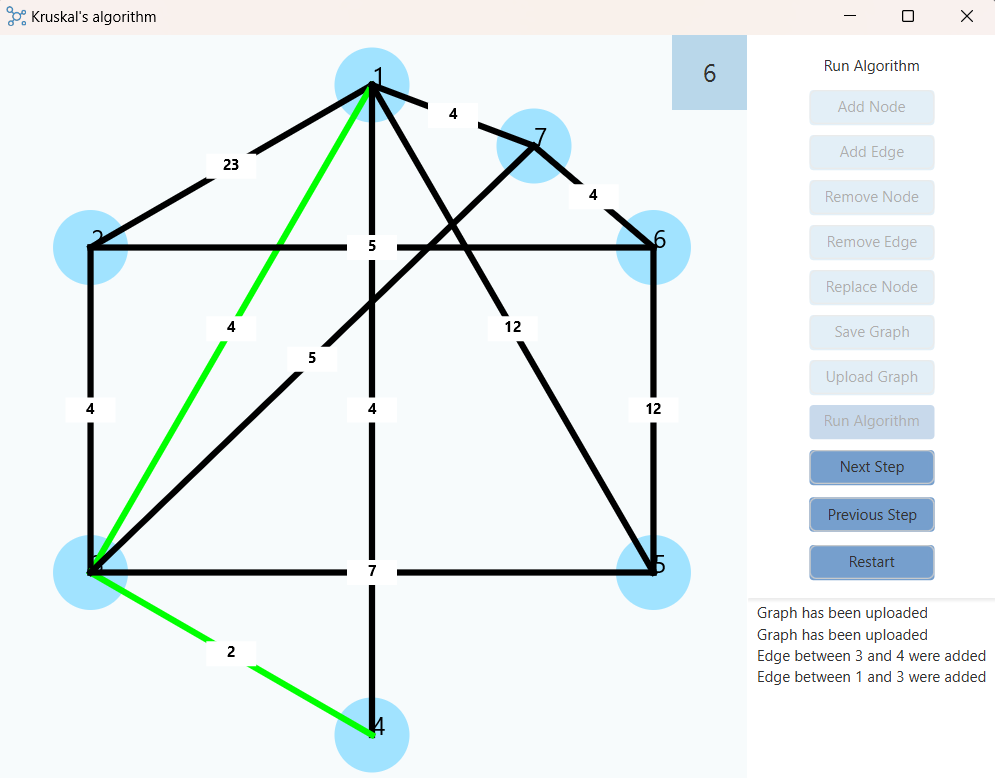 Kruskal's algorithm
6
Run Algorithm
1
4
7
Add Node
Add Edge
23
4
Remove Node
2
5
6
Remove Edge
Replace Node
4
12
Save Graph
5
Upload Graph
4
4
12
Run Algorithm
Next Step
Previous Step
7
5
Restart
Graph has been uploaded
Graph has been uploaded
2
Edge between 3 and 4 were added
Edge between 1 and 3 were added
4